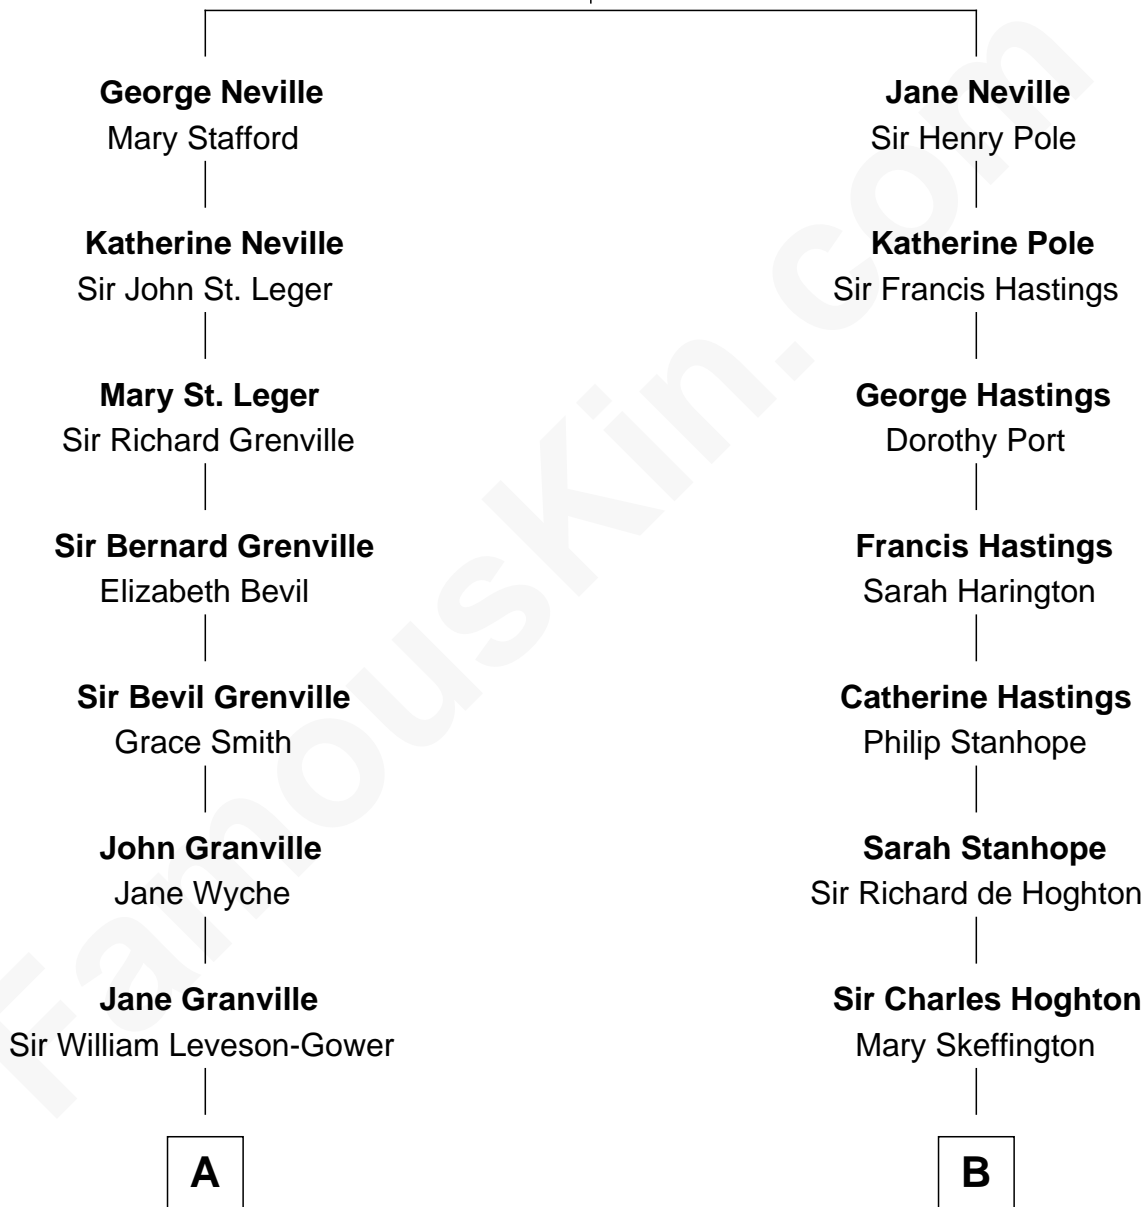 George Neville
Mary Stafford
Jane Neville
Sir Henry Pole
Katherine Neville
Sir John St. Leger
Katherine Pole
Sir Francis Hastings
Mary St. Leger
Sir Richard Grenville
George Hastings
Dorothy Port
Sir Bernard Grenville
Elizabeth Bevil
Francis Hastings
Sarah Harington
Sir Bevil Grenville
Grace Smith
Catherine Hastings
Philip Stanhope
John Granville
Jane Wyche
Sarah Stanhope
Sir Richard de Hoghton
Jane Granville
Sir William Leveson-Gower
Sir Charles Hoghton
Mary Skeffington
A
B
FamousKin.com